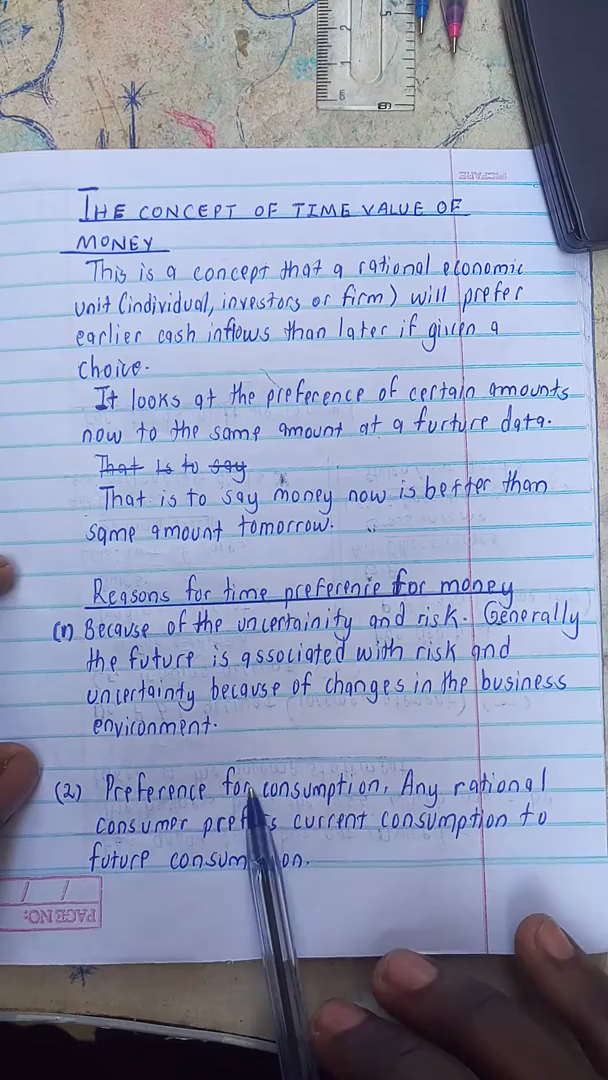 PREPARE
THE CONCEPT OF TIME VALUE OF
MONEY
This is a concept that a rational economic
unit (individual, investors or firm) will prefer
earlier cash inflows than later if given a
choice.
It looks at the preference of certain amounts
now to the same amount at a furture data.
That is to say
That is to say money now is better than
same amount tomorrow.
Reasons for time preference for money
(1) Because of the uncertainity and risk. Generally
the future is associated with risk and
uncertainty because of changes in the business
environment.
(2) Preference for consumption. Any rational
consumer prefers current consumption to
future consumption.
PAGE NO: